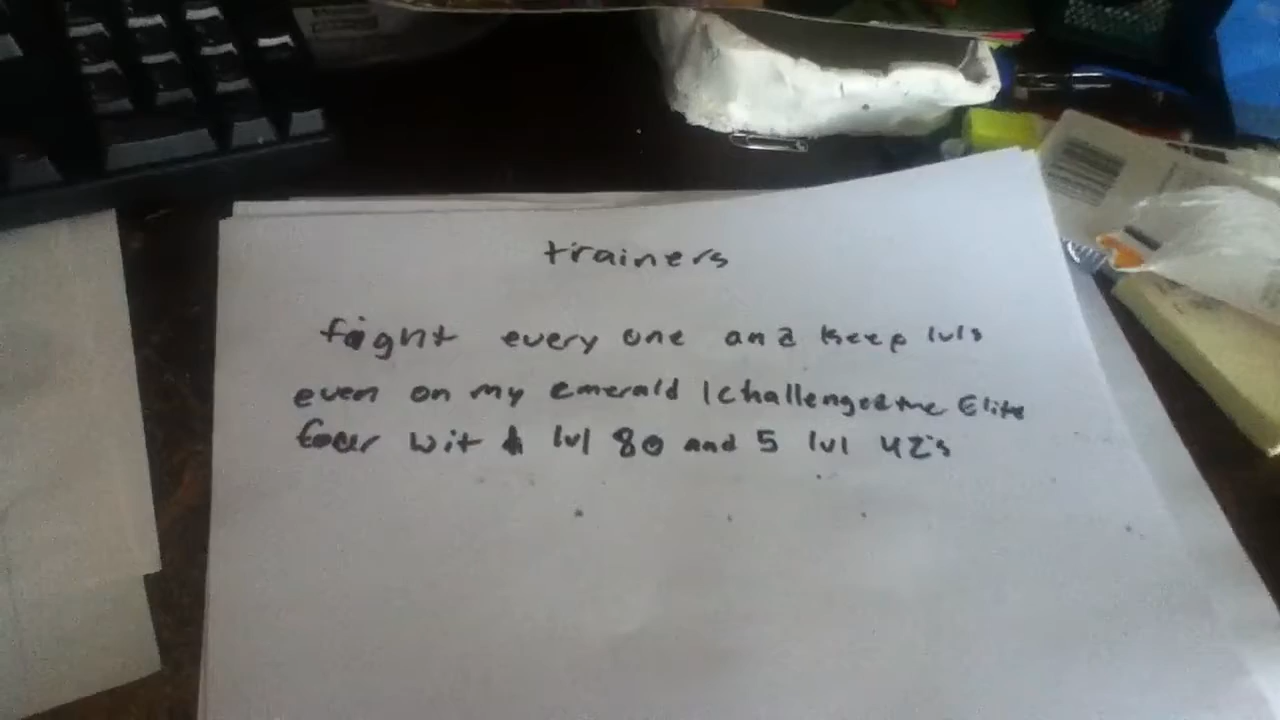 trainers
fight every one and keep lvls
even on my emerald I challenged the Elite
four with lvl 80 and 5 lvl 42's